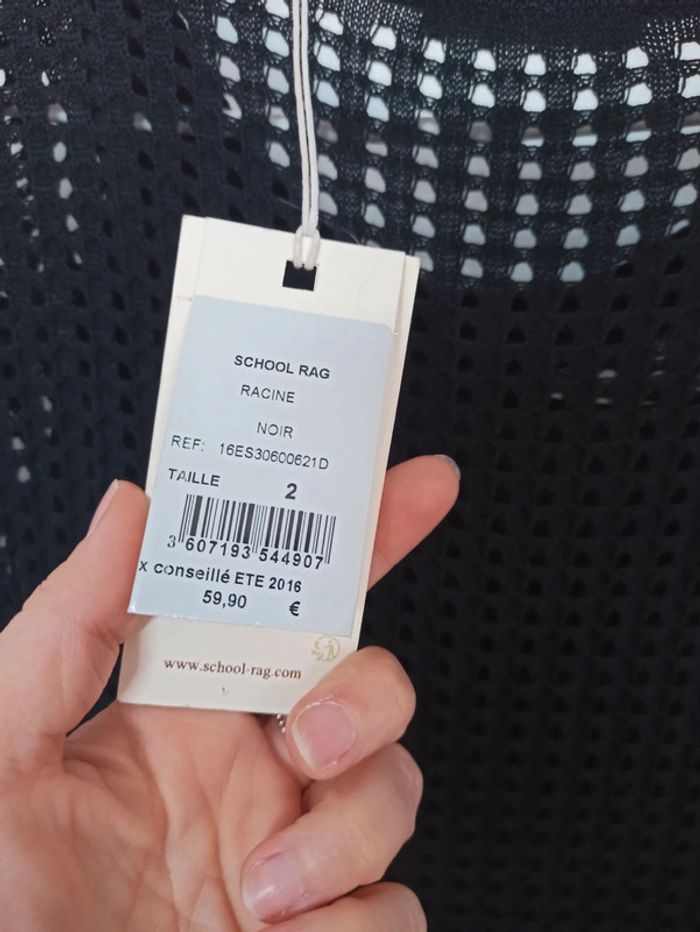 SCHOOL RAG
RACINE
NOIR
REF: 16ES30600621D
TAILLE 2
3 607193 544907
x conseillé ETE 2016
59,90 €
www.school-rag.com